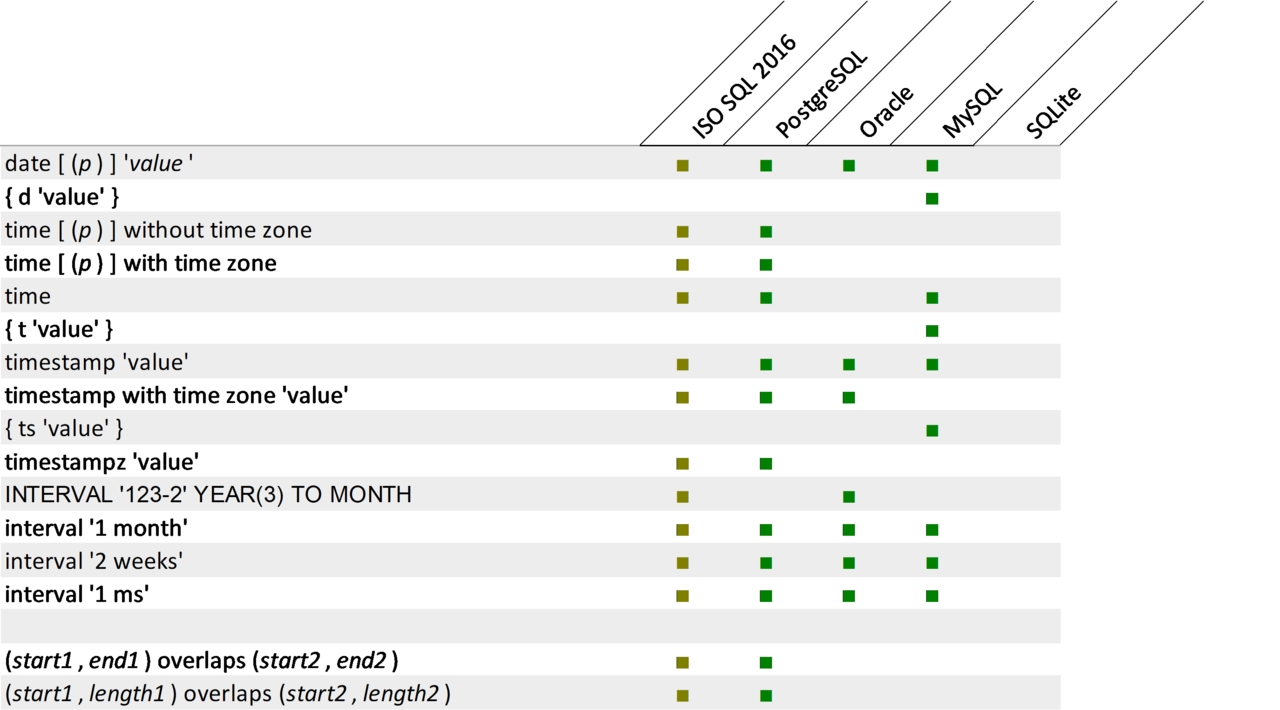 ISO SQL 2016
PostgreSQL
Oracle
MySQL
SQLite
date [ (p ) ] 'value '
{ d 'value' }
time [ (p ) ] without time zone
time [ (p ) ] with time zone
time
{ t 'value' }
timestamp 'value'
timestamp with time zone 'value'
{ ts 'value' }
timestampz 'value'
INTERVAL '123-2' YEAR(3) TO MONTH
interval '1 month'
interval '2 weeks'
interval '1 ms'
(start1 , end1 ) overlaps (start2 , end2 )
(start1 , length1 ) overlaps (start2 , length2 )